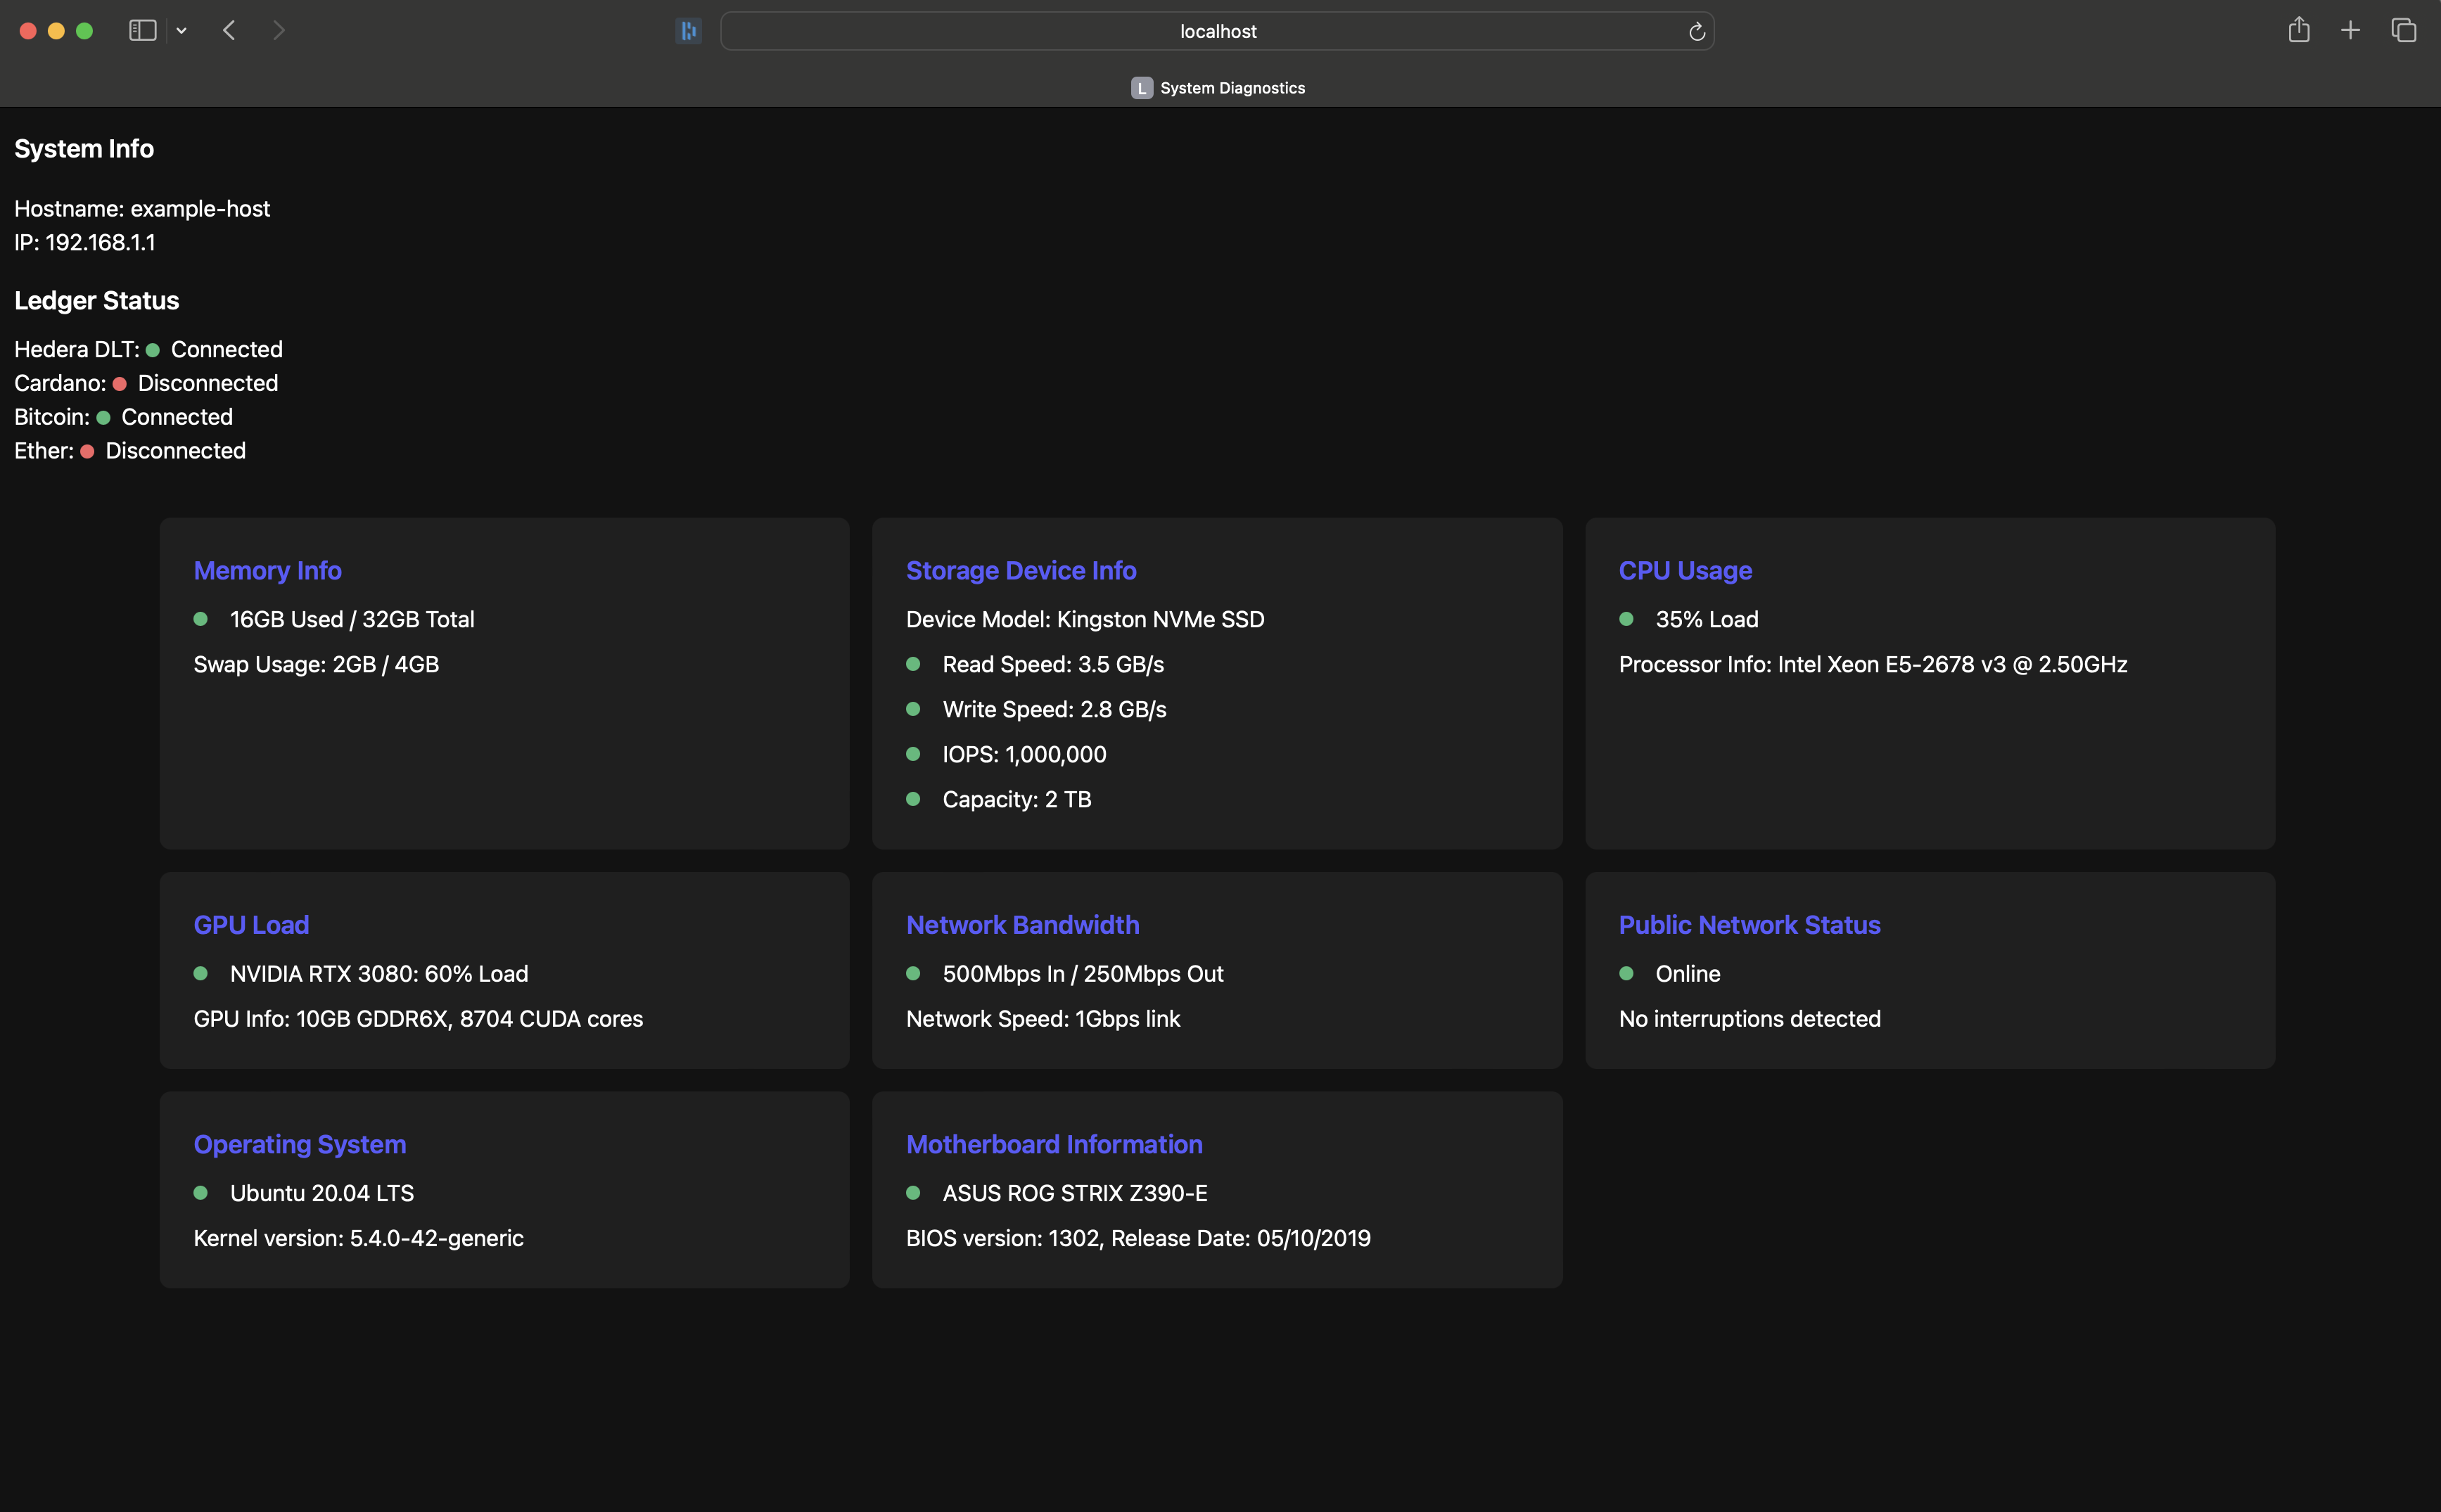 localhost
L System Diagnostics
System Info
Hostname: example-host
IP: 192.168.1.1
Ledger Status
Hedera DLT: Connected
Cardano: Disconnected
Bitcoin: Connected
Ether: Disconnected
Memory Info
16GB Used / 32GB Total
Swap Usage: 2GB / 4GB
Storage Device Info
Device Model: Kingston NVMe SSD
Read Speed: 3.5 GB/s
Write Speed: 2.8 GB/s
IOPS: 1,000,000
Capacity: 2 TB
CPU Usage
35% Load
Processor Info: Intel Xeon E5-2678 v3 @ 2.50GHz
GPU Load
NVIDIA RTX 3080: 60% Load
GPU Info: 10GB GDDR6X, 8704 CUDA cores
Network Bandwidth
500Mbps In / 250Mbps Out
Network Speed: 1Gbps link
Public Network Status
Online
No interruptions detected
Operating System
Ubuntu 20.04 LTS
Kernel version: 5.4.0-42-generic
Motherboard Information
ASUS ROG STRIX Z390-E
BIOS version: 1302, Release Date: 05/10/2019